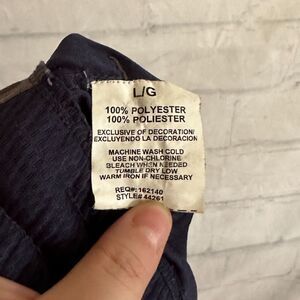 L/G
100% POLYESTER
100% POLIESTER
EXCLUSIVE OF DECORATION/
EXCLUYENDO LA DECORACION
MACHINE WASH COLD
USE NON-CHLORINE
BLEACH WHEN NEEDED
TUMBLE DRY LOW
WARM IRON IF NECESSARY
REQ#: 162140
STYLE# 44261